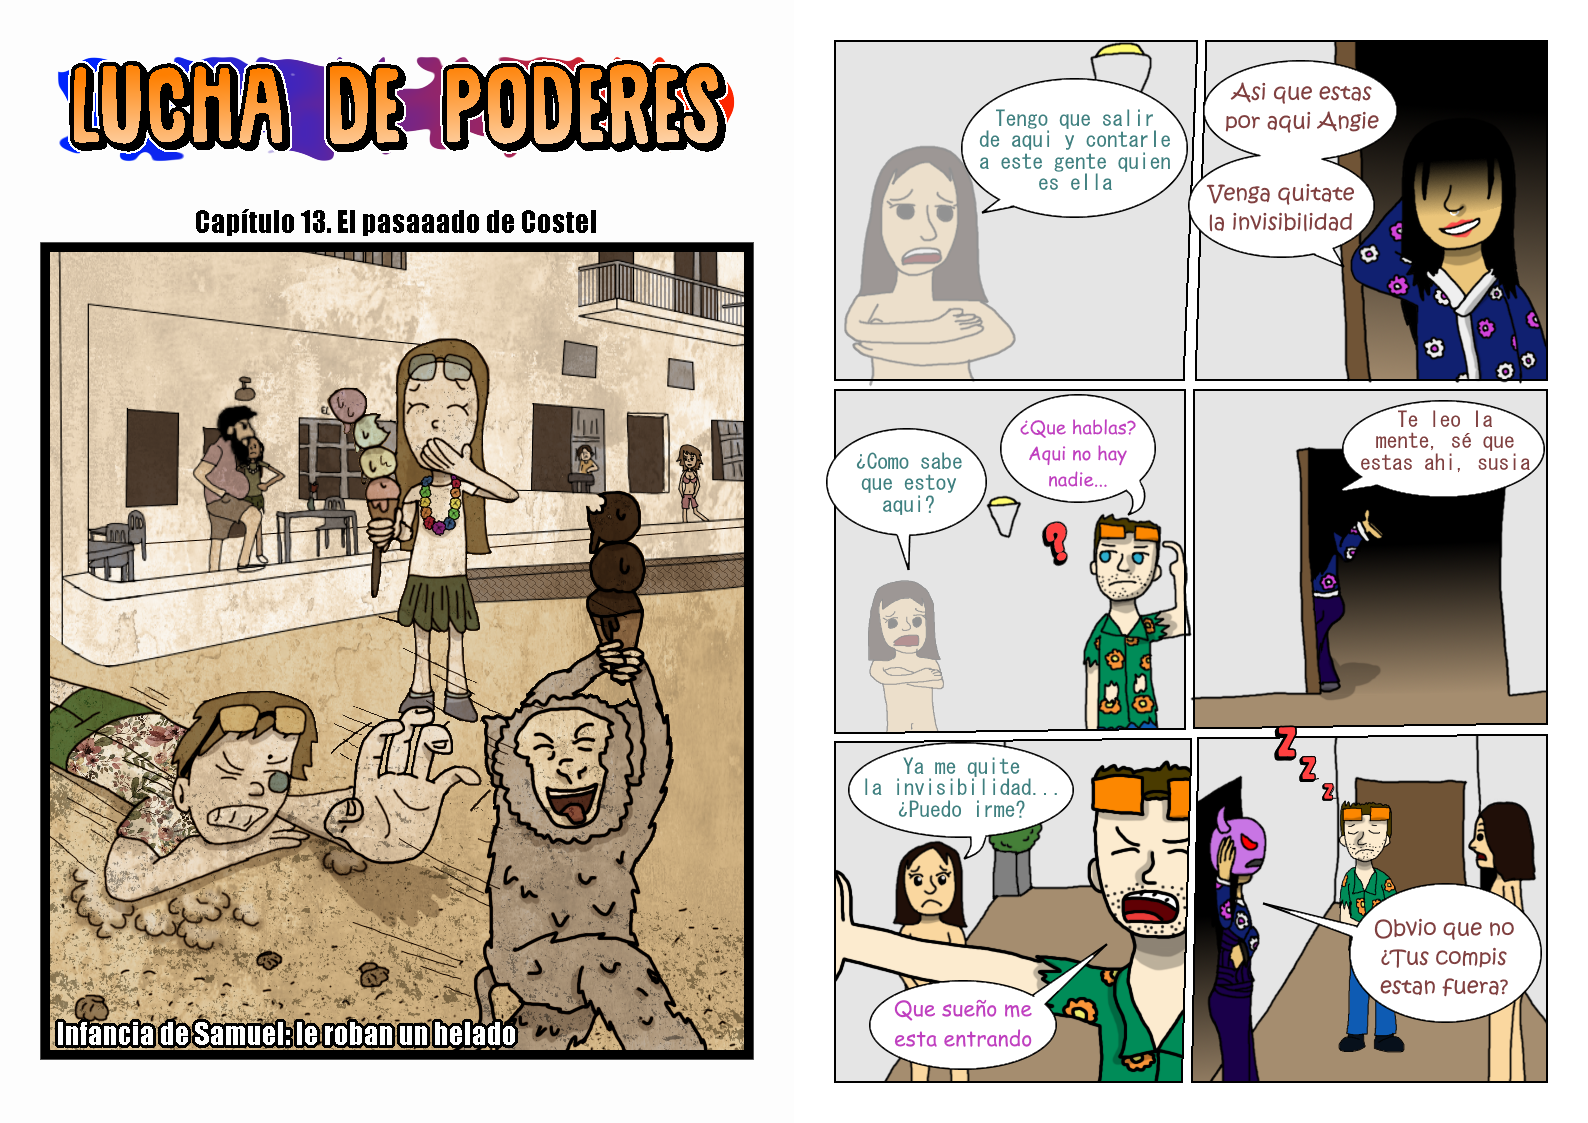 LUCHA DE PODERES
Capítulo 13. El pasaaado de Costel
EL
Infancia de Samuel: le roban un helado
Tengo que salir
de aqui y contarle
a este gente quien
es ella
Asi que estas
por aqui Angie
Venga quitate
la invisibilidad
¿Como sabe
que estoy
aqui?
¿Que hablas?
Aqui no hay
nadie...
?
Te leo la
mente, sé que
estas ahi, susia
Ya me quite
la invisibilidad...
¿Puedo irme?
Que sueño me
esta entrando
Z
Z
Z
Obvio que no
¿Tus compis
estan fuera?